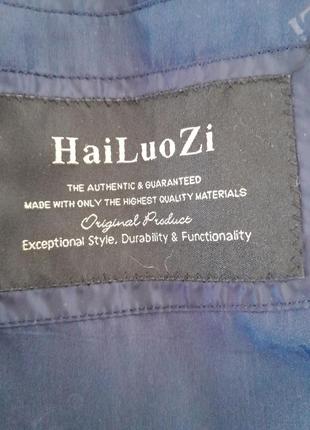 HaiLuoZi
THE AUTHENTIC & GUARANTEED
MADE WITH ONLY THE HIGHEST QUALITY MATERIALS
Original Product
Exceptional Style, Durability & Functionality